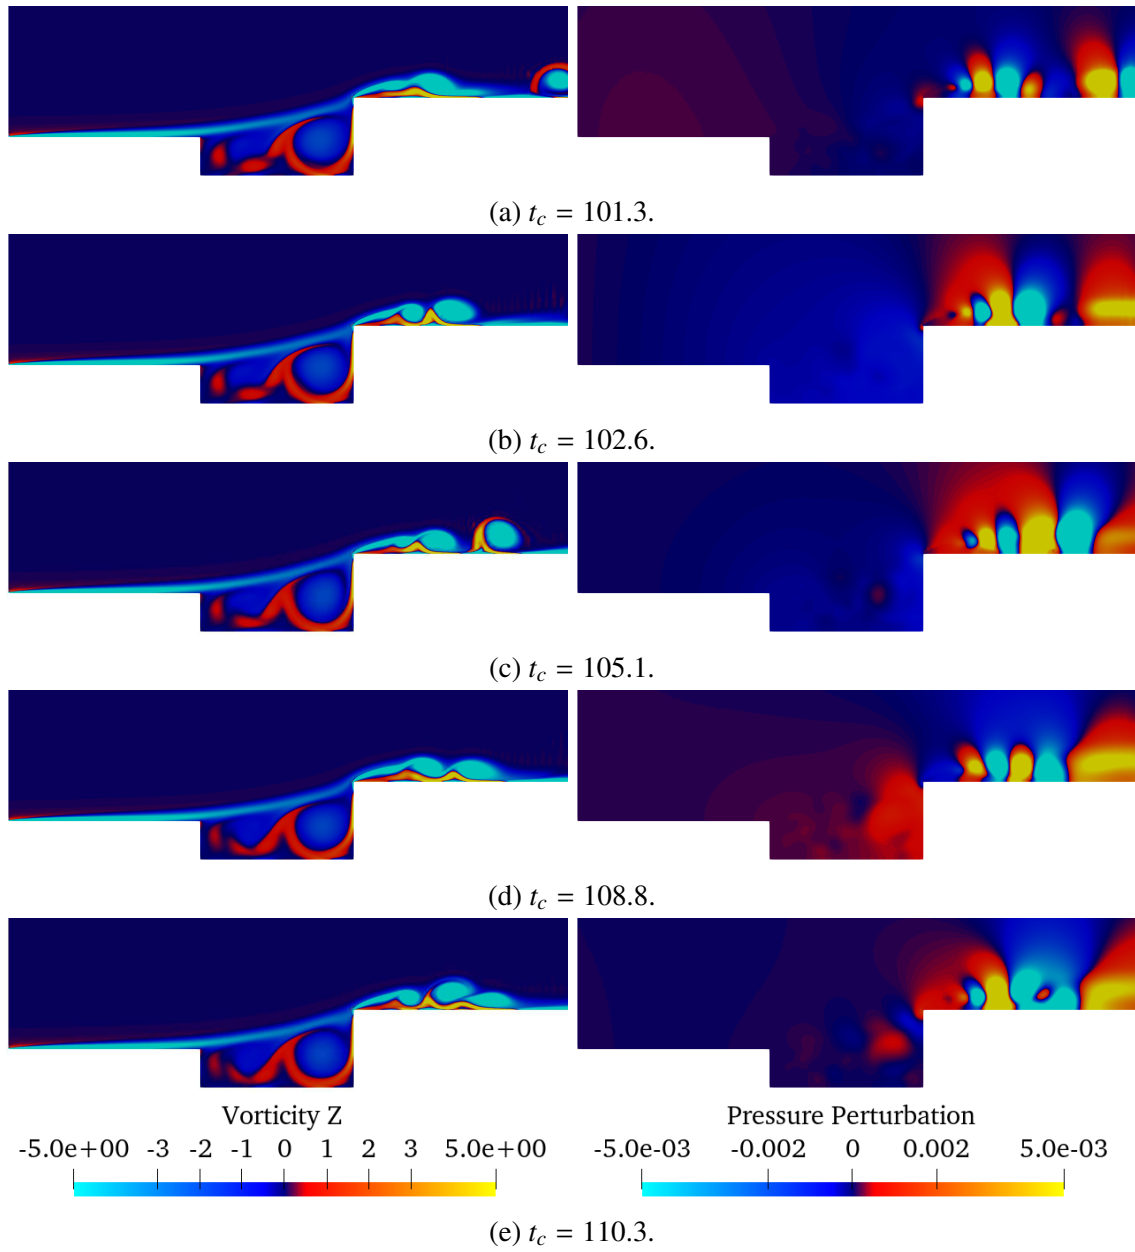 (a) t_c = 101.3.
(b) t_c = 102.6.
(c) t_c = 105.1.
(d) t_c = 108.8.
Vorticity Z Pressure Perturbation
-5.0e+00 -3 -2 -1 0 1 2 3 5.0e+00 -5.0e-03 -0.002 0 0.002 5.0e-03
(e) t_c = 110.3.